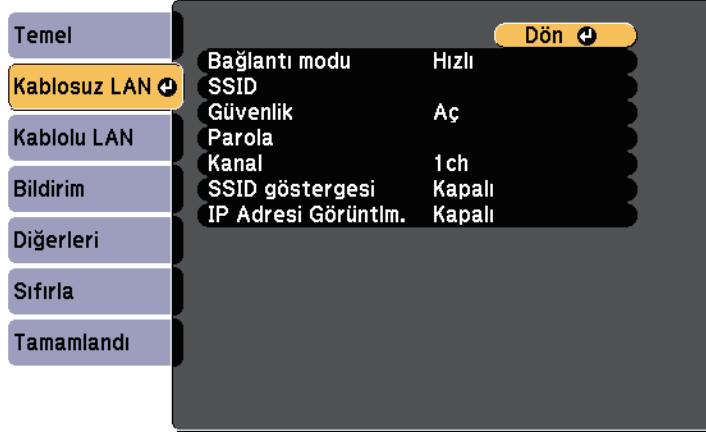 Temel
Kablosuz LAN
Kablolu LAN
Bildirim
Diğerleri
Sıfırla
Tamamlandı
Dön
Bağlantı modu Hızlı
SSID
Güvenlik Aç
Parola
Kanal 1ch
SSID göstergesi Kapalı
IP Adresi Görüntlm. Kapalı